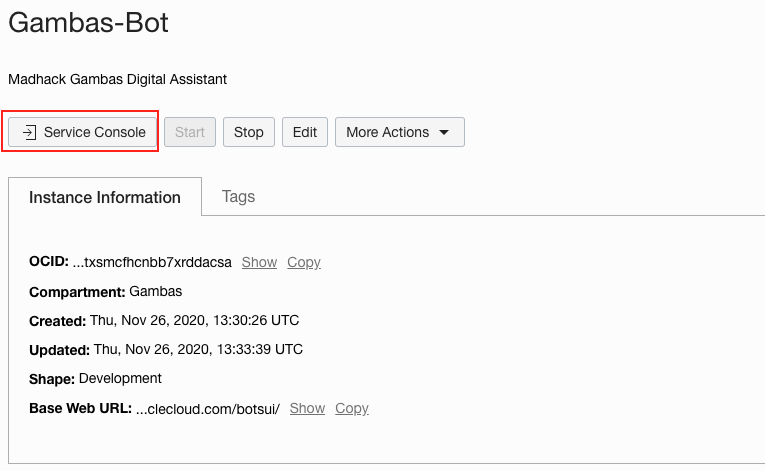 Gambas-Bot
Madhack Gambas Digital Assistant
Service Console Start Stop Edit More Actions
Instance Information Tags
OCID: ...txsmcfhcnbb7xrddacsa Show Copy
Compartment: Gambas
Created: Thu, Nov 26, 2020, 13:30:26 UTC
Updated: Thu, Nov 26, 2020, 13:33:39 UTC
Shape: Development
Base Web URL: ...clecloud.com/botsui/ Show Copy